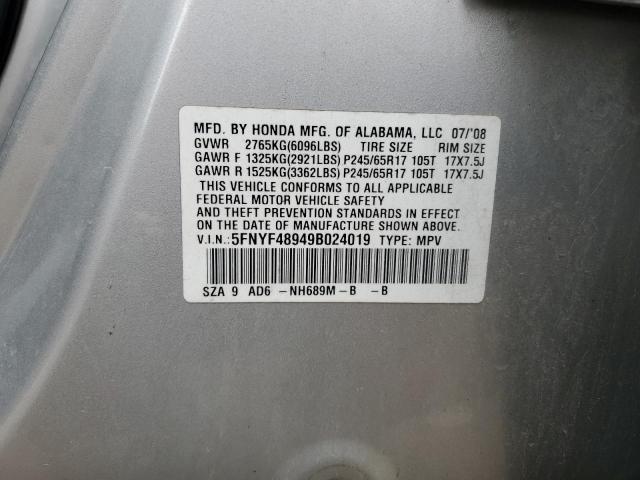 MFD. BY HONDA MFG. OF ALABAMA, LLC 07/'08
GVWR 2765KG(6096LBS) TIRE SIZE RIM SIZE
GAWR F 1325KG(2921LBS) P245/65R17 105T 17X7.5J
GAWR R 1525KG(3362LBS) P245/65R17 105T 17X7.5J
THIS VEHICLE CONFORMS TO ALL APPLICABLE
FEDERAL MOTOR VEHICLE SAFETY
AND THEFT PREVENTION STANDARDS IN EFFECT
ON THE DATE OF MANUFACTURE SHOWN ABOVE.
V.I.N.: 5FNYF48949B024019 TYPE: MPV
SZA 9 AD6 -NH689M-B -B